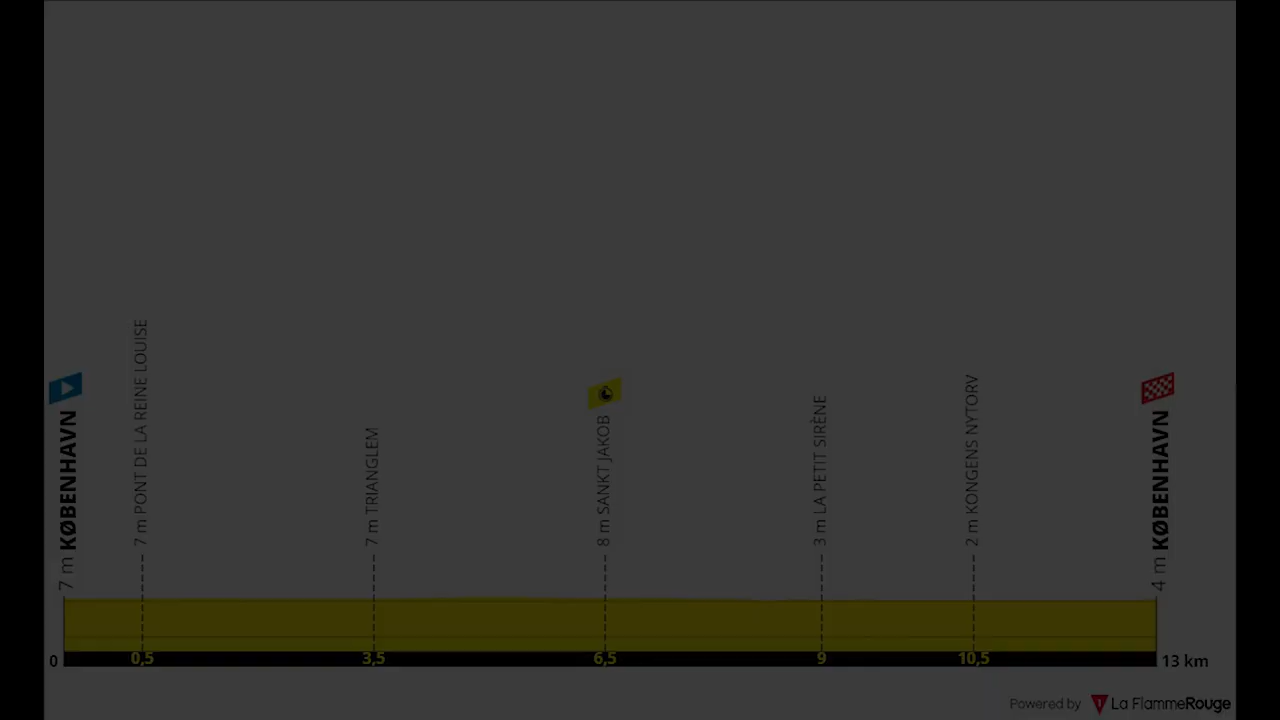 7 m KØBENHAVN
7 m PONT DE LA REINE LOUISE
7 m TRIANGLEM
8 m SANKT JAKOB
3 m LA PETIT SIRÈNE
2 m KONGENS NYTORV
4 m KØBENHAVN
0 0,5 3,5 6,5 9 10,5 13 km
Powered by La FlammeRouge